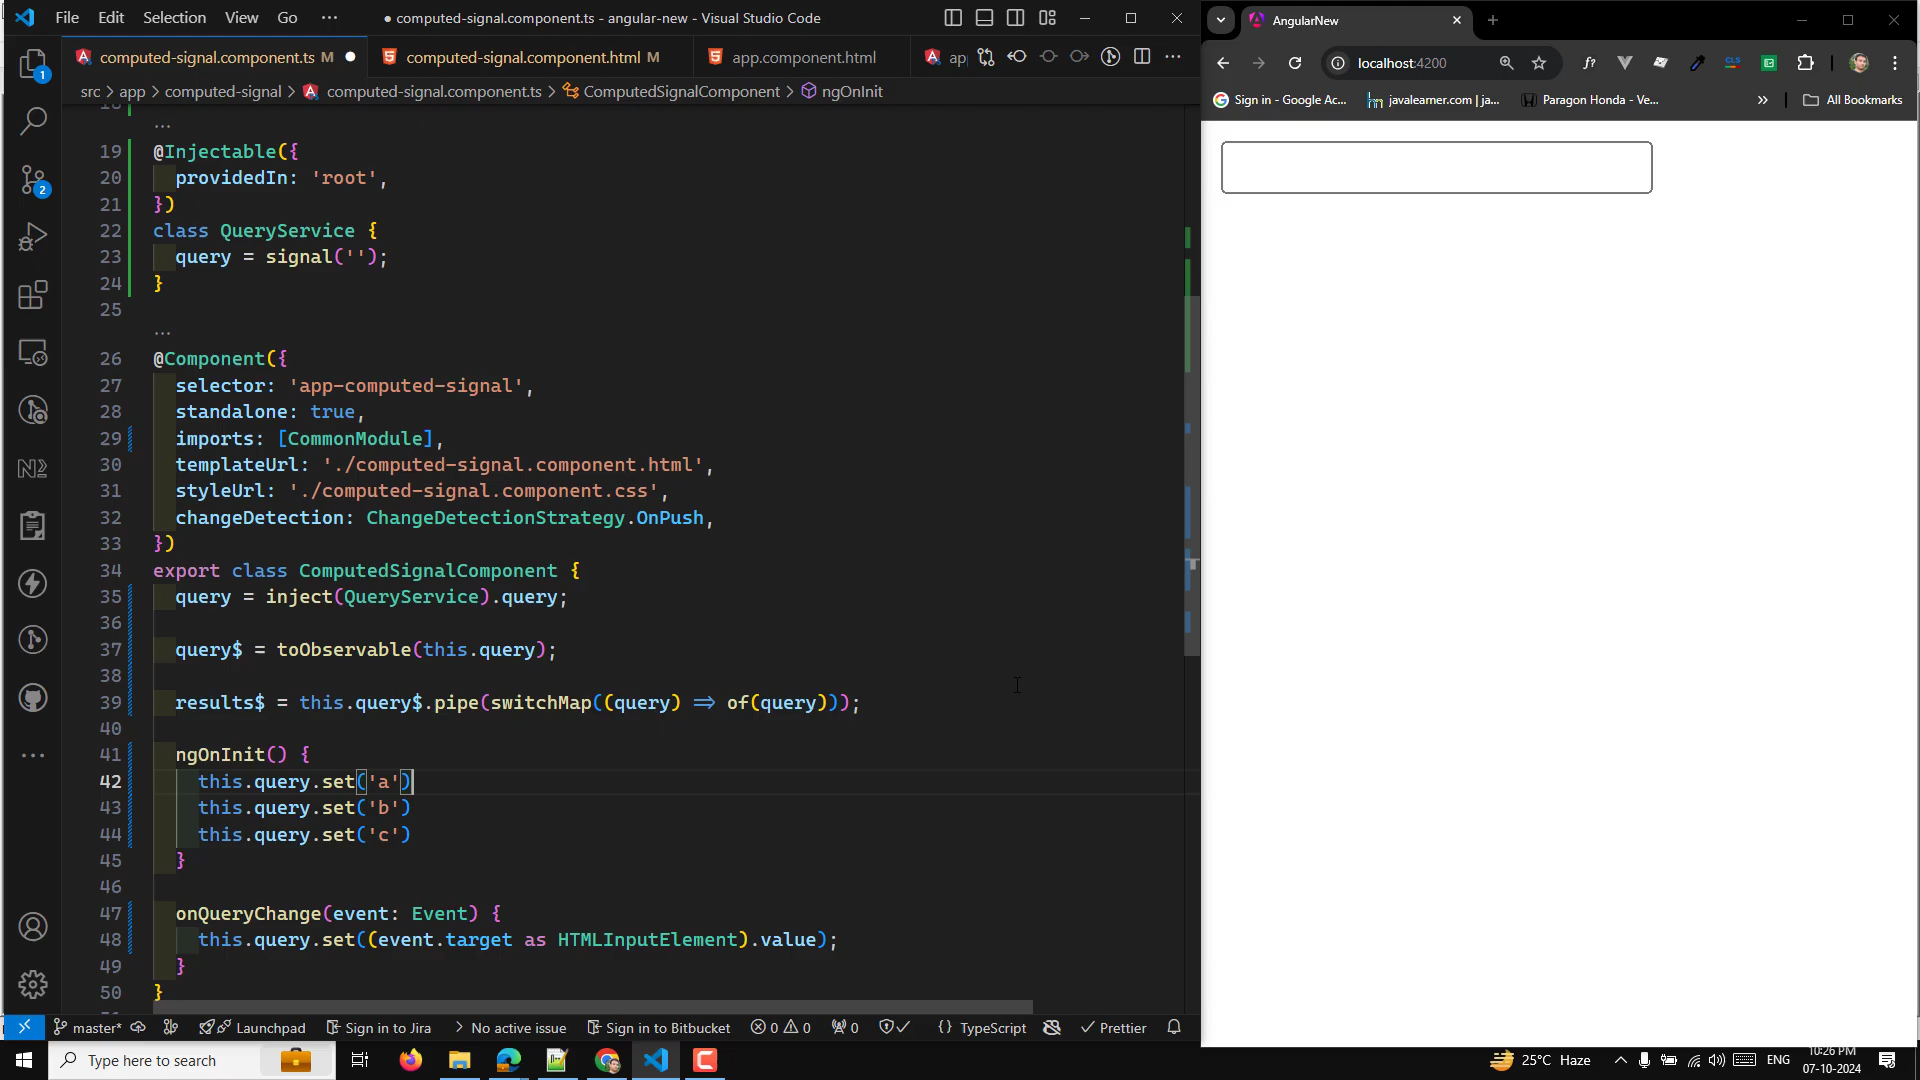 File Edit Selection View Go ⋯
● computed-signal.component.ts - angular-new - Visual Studio Code
computed-signal.component.ts M ●
computed-signal.component.html M
app.component.html
ap
src > app > computed-signal > computed-signal.component.ts > ComputedSignalComponent > ngOnInit
...
19 @Injectable({
20 providedIn: 'root',
21 })
22 class QueryService {
23 query = signal('');
24 }
25
...
26 @Component({
27 selector: 'app-computed-signal',
28 standalone: true,
29 imports: [CommonModule],
30 templateUrl: './computed-signal.component.html',
31 styleUrl: './computed-signal.component.css',
32 changeDetection: ChangeDetectionStrategy.OnPush,
33 })
34 export class ComputedSignalComponent {
35 query = inject(QueryService).query;
36
37 query$ = toObservable(this.query);
38
39 results$ = this.query$.pipe(switchMap((query) => of(query)));
40
41 ngOnInit() {
42 this.query.set('a')
43 this.query.set('b')
44 this.query.set('c')
45 }
46
47 onQueryChange(event: Event) {
48 this.query.set((event.target as HTMLInputElement).value);
49 }
50 }
1
2
master* Launchpad Sign in to Jira > No active issue Sign in to Bitbucket 0 0 0 {} TypeScript Prettier
AngularNew
localhost:4200
Sign in - Google Ac...
javalearner.com | ja...
Paragon Honda - Ve...
» All Bookmarks
Type here to search
25°C Haze
ENG
10:26 PM
07-10-2024